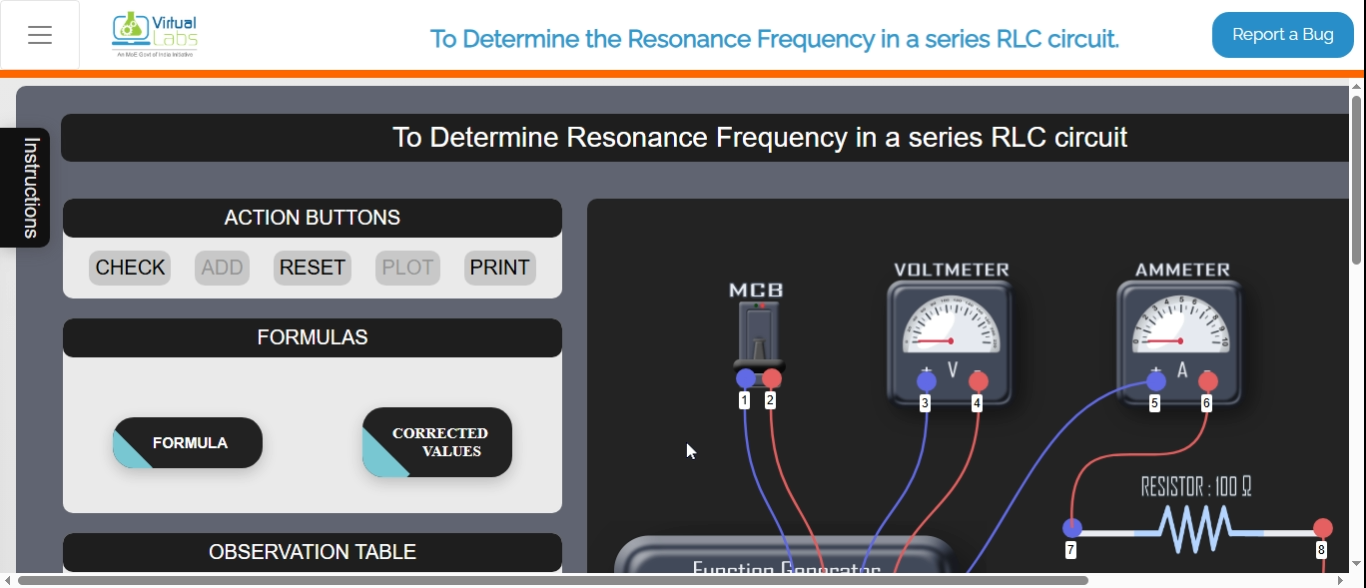 Virtual
Labs
An MoE Govt of India Initiative
To Determine the Resonance Frequency in a series RLC circuit.
Report a Bug
Instructions
To Determine Resonance Frequency in a series RLC circuit
ACTION BUTTONS
CHECK ADD RESET PLOT PRINT
FORMULAS
FORMULA
CORRECTED
VALUES
OBSERVATION TABLE
MCB
1 2
VOLTMETER
+ V -
3 4
AMMETER
+ A -
5 6
RESISTOR : 100 Ω
7 8
Function Generator